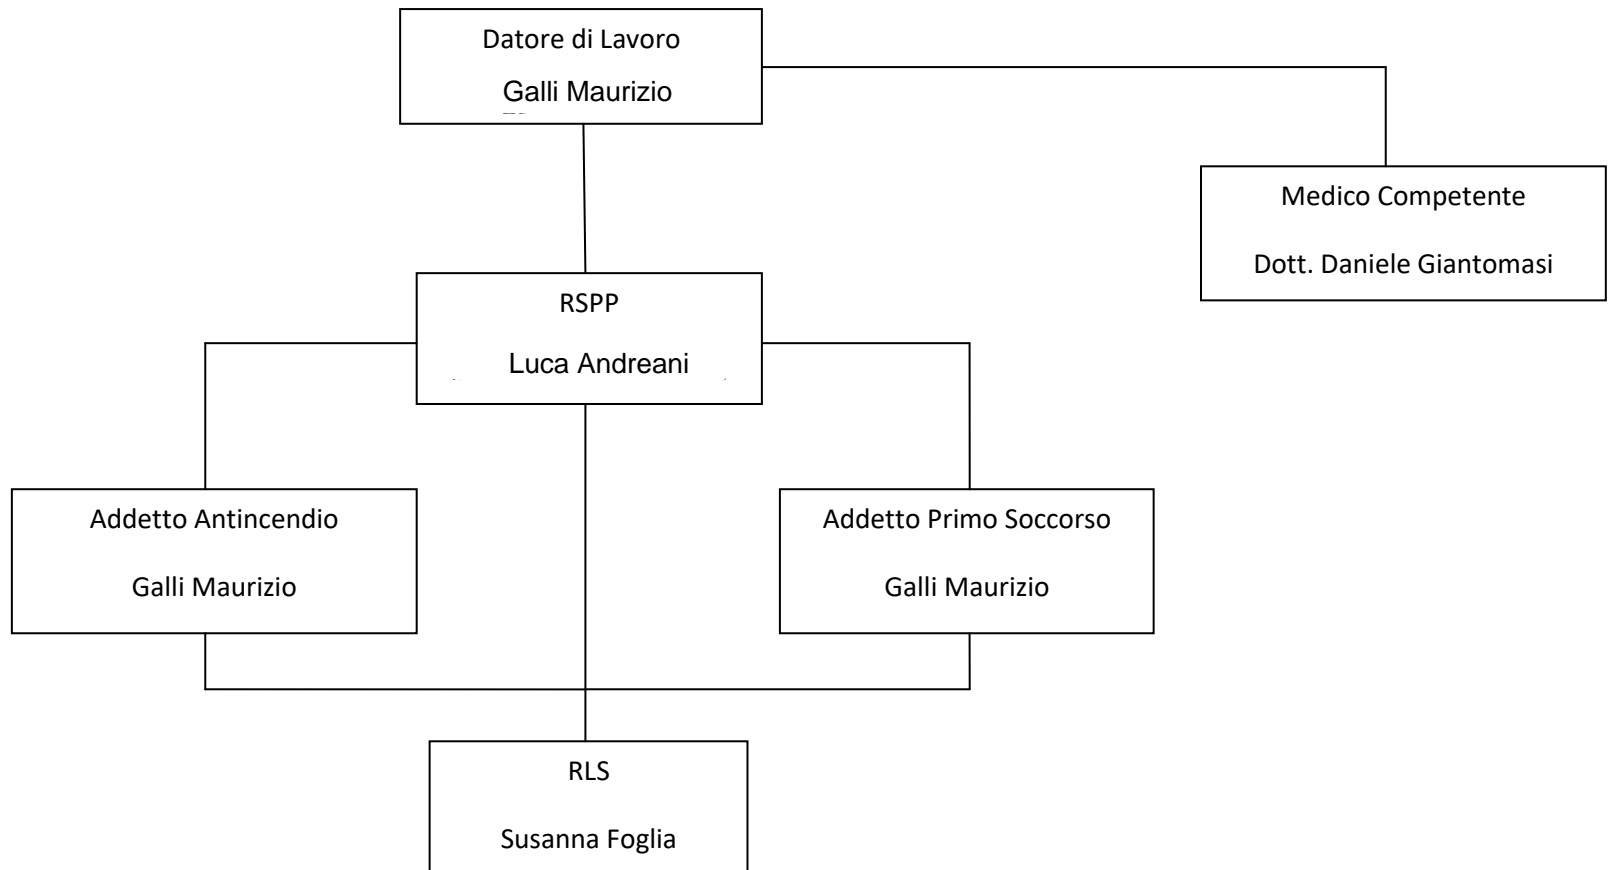 Datore di Lavoro
Galli Maurizio
Medico Competente
Dott. Daniele Giantomasi
RSPP
Luca Andreani
Addetto Antincendio
Galli Maurizio
Addetto Primo Soccorso
Galli Maurizio
RLS
Susanna Foglia